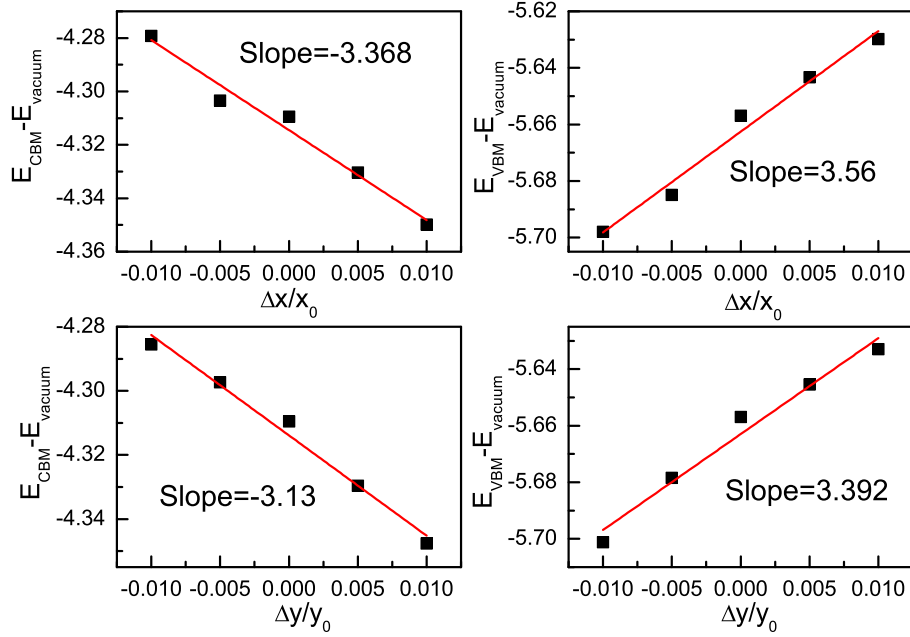 -4.28
-4.30
-4.32
-4.34
-4.36
E_CBM-E_vacuum
Slope=-3.368
-0.010 -0.005 0.000 0.005 0.010
Δx/x_0
-5.62
-5.64
-5.66
-5.68
-5.70
E_VBM-E_vacuum
Slope=3.56
-0.010 -0.005 0.000 0.005 0.010
Δx/x_0
-4.28
-4.30
-4.32
-4.34
E_CBM-E_vacuum
Slope=-3.13
-0.010 -0.005 0.000 0.005 0.010
Δy/y_0
-5.64
-5.66
-5.68
-5.70
E_VBM-E_vacuum
Slope=3.392
-0.010 -0.005 0.000 0.005 0.010
Δy/y_0